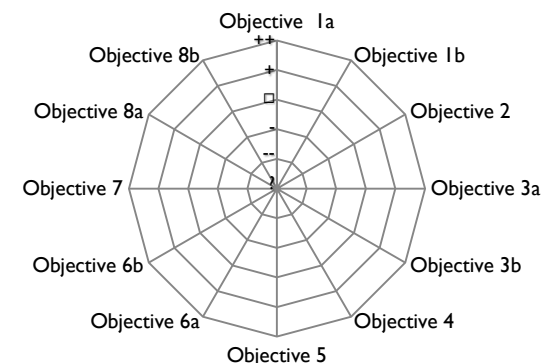 Objective 1a
++
Objective 8b
Objective 1b
+
□
Objective 8a
Objective 2
-
--
?
Objective 7
Objective 3a
Objective 6b
Objective 3b
Objective 6a
Objective 4
Objective 5